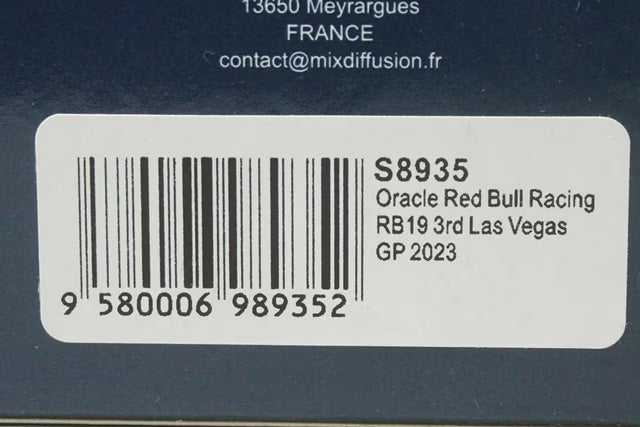 13650 Meyrargues
FRANCE
contact@mixdiffusion.fr
S8935
Oracle Red Bull Racing
RB19 3rd Las Vegas
GP 2023
9 580006 989352